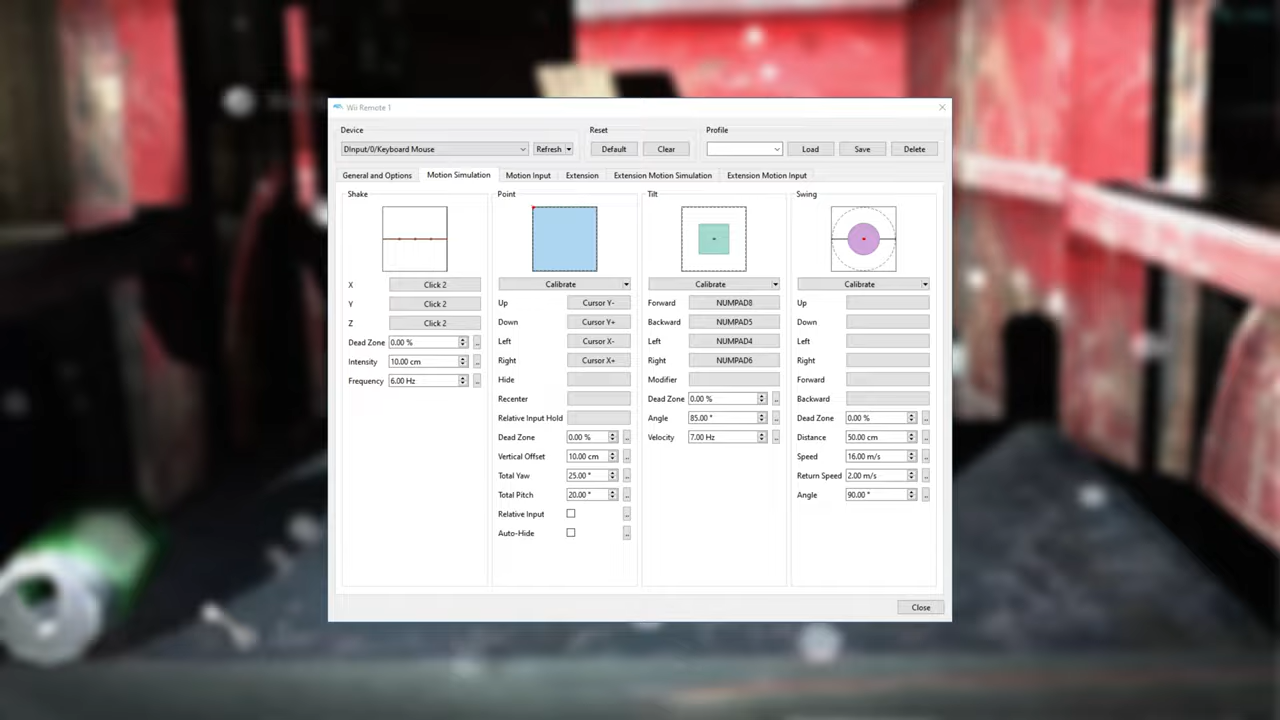 Wii Remote 1
Device
Reset
Profile
DInput/0/Keyboard Mouse
Refresh
Default
Clear
Load
Save
Delete
General and Options
Motion Simulation
Motion Input
Extension
Extension Motion Simulation
Extension Motion Input
Shake
X Click 2
Y Click 2
Z Click 2
Dead Zone 0.00 % ..
Intensity 10.00 cm ..
Frequency 6.00 Hz ..
Point
Calibrate
Up Cursor Y-
Down Cursor Y+
Left Cursor X-
Right Cursor X+
Hide
Recenter
Relative Input Hold
Dead Zone 0.00 % ..
Vertical Offset 10.00 cm ..
Total Yaw 25.00 ° ..
Total Pitch 20.00 ° ..
Relative Input ..
Auto-Hide ..
Tilt
Calibrate
Forward NUMPAD8
Backward NUMPAD5
Left NUMPAD4
Right NUMPAD6
Modifier
Dead Zone 0.00 % ..
Angle 85.00 ° ..
Velocity 7.00 Hz ..
Swing
Calibrate
Up
Down
Left
Right
Forward
Backward
Dead Zone 0.00 % ..
Distance 50.00 cm ..
Speed 16.00 m/s ..
Return Speed 2.00 m/s ..
Angle 90.00 ° ..
Close